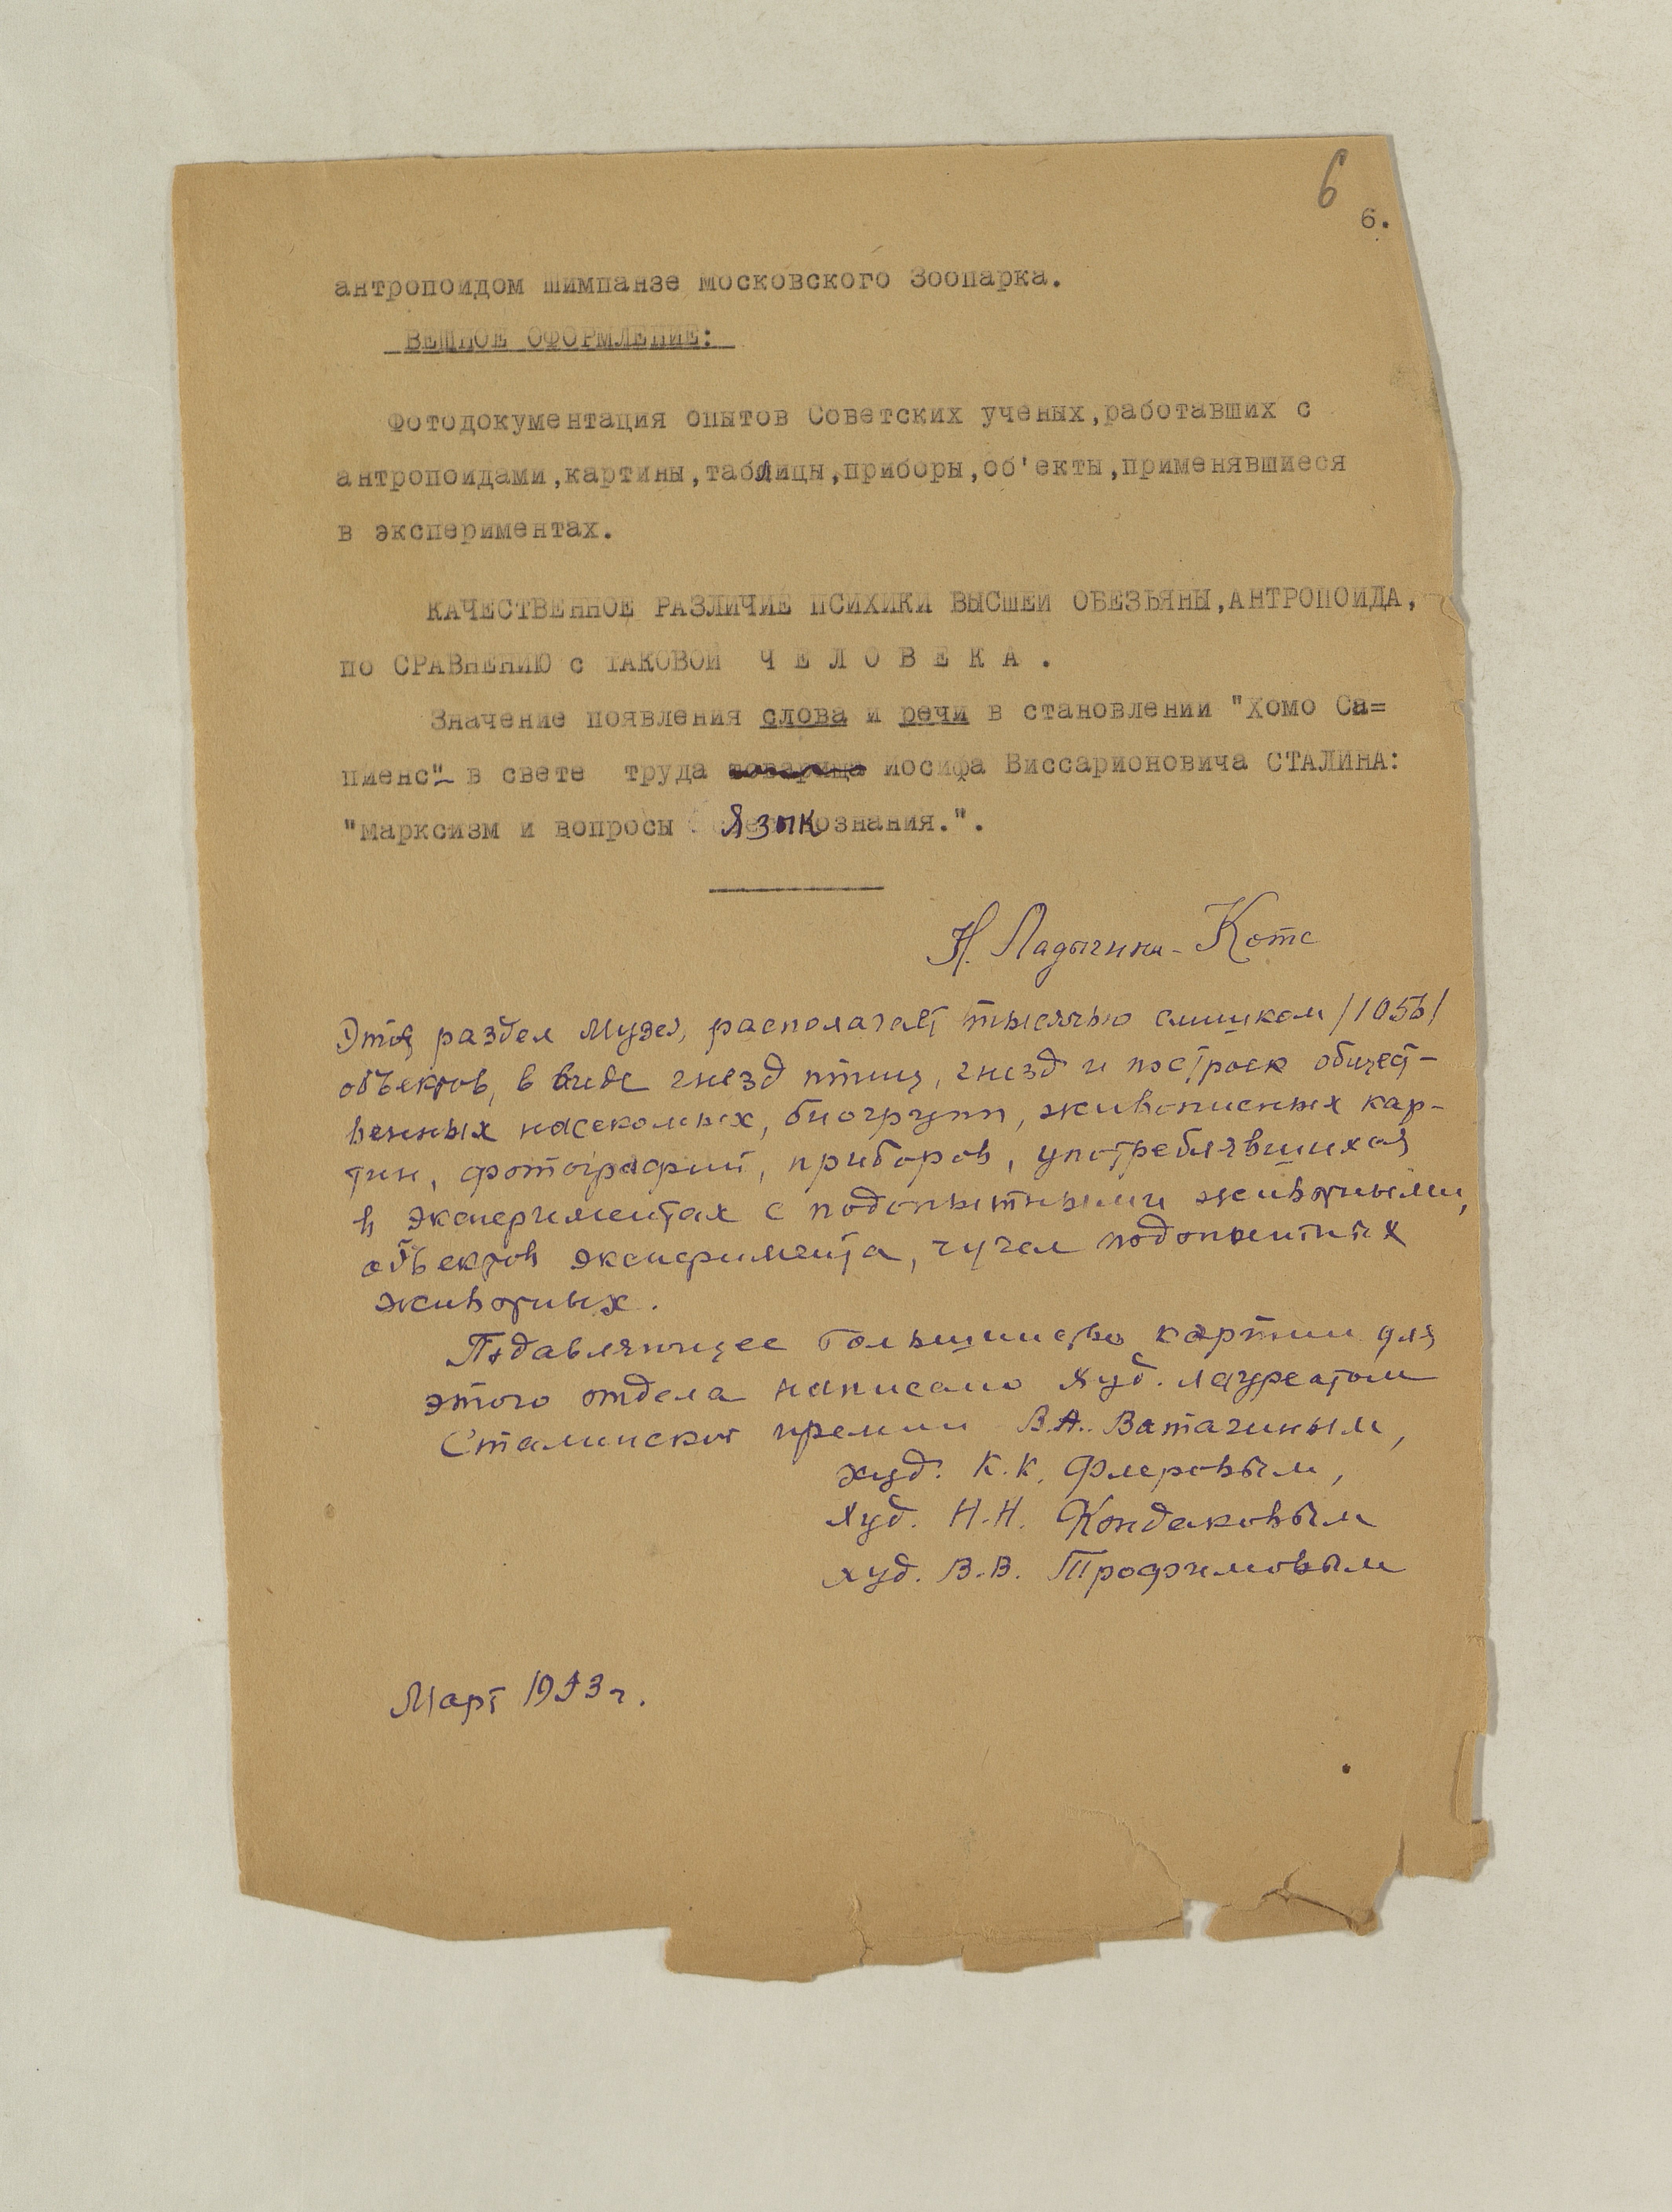 6
6.
антропоидом Шимпанзе Московского Зоопарка.
ВЕЩНОЕ ОФОРМЛЕНИЕ:
Фотодокументация опытов Советских ученых,работавших с
антропоидами,картины,таблицы,приборы,об'екты,применявшиеся
в экспериментах.
КАЧЕСТВЕННОЕ РАЗЛИЧИЕ ПСИХИКИ ВЫСШЕЙ ОБЕЗЬЯНЫ,АНТРОПОИДА,
по СРАВНЕНИЮ с ТАКОВОЙ Ч Е Л О В Е К А .
Значение появления слова и речи в становлении "Хомо Са=
пиенс" в свете труда товарища Иосифа Виссарионовича СТАЛИНА:
"Марксизм и вопросы Языкознания.".
Н. Ладыгина-Котс
Этот раздел Музея, располагает тысячью слишком /1056/
объектов, в виде гнезд птиц, гнезд и построек общест-
венных насекомых, биогрупп, живописных кар-
тин, фотографий, приборов, употреблявшихся
в экспериментах с подопытными животными,
объектов эксперимента, чучел подопытных
животных.
Подавляющее большинство картин для
этого отдела написано худ. лауреатом
Сталинской премии В.А. Ватагиным,
худ. К.К. Флеровым,
худ. Н.Н. Кондаковым
худ. В.В. Трофимовым
Март 1953 г.